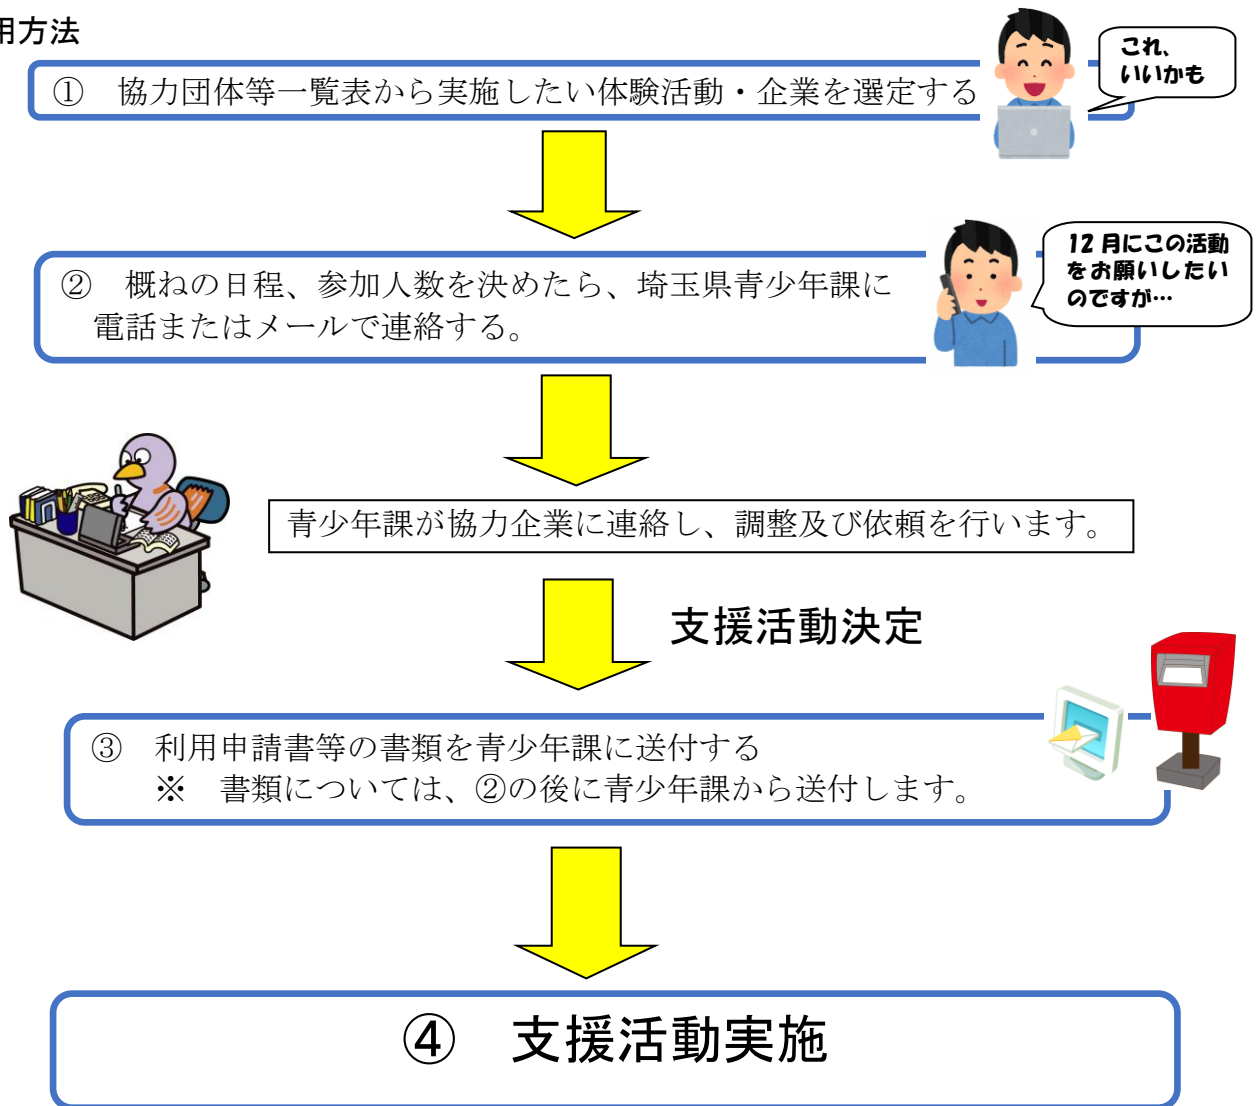 用方法
① 協力団体等一覧表から実施したい体験活動・企業を選定する
これ、
いいかも
② 概ねの日程、参加人数を決めたら、埼玉県青少年課に
電話またはメールで連絡する。
12月にこの活動
をお願いしたい
のですが…
青少年課が協力企業に連絡し、調整及び依頼を行います。
支援活動決定
③ 利用申請書等の書類を青少年課に送付する
※ 書類については、②の後に青少年課から送付します。
④ 支援活動実施